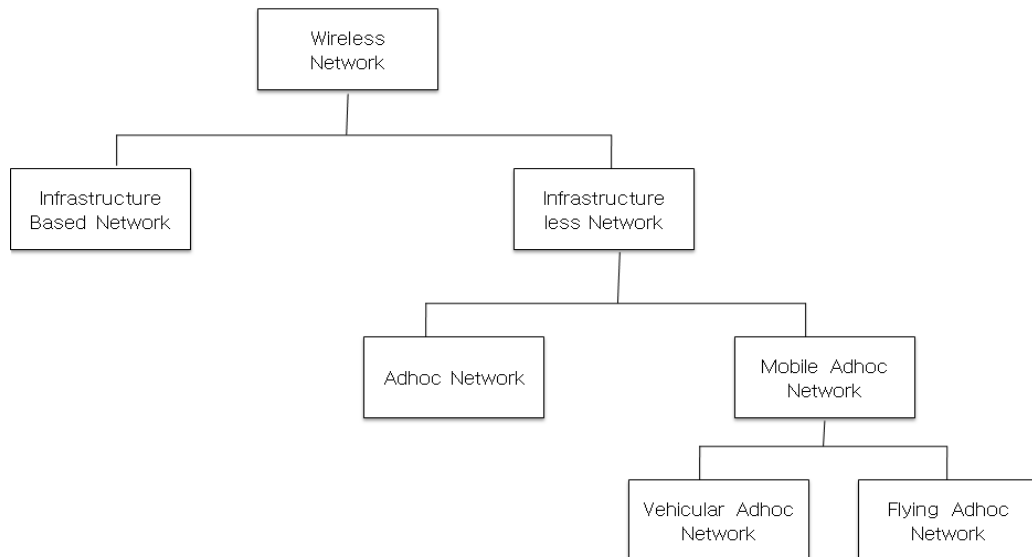 Wireless
Network
Infrastructure
Based Network
Infrastructure
less Network
Adhoc Network
Mobile Adhoc
Network
Vehicular Adhoc
Network
Flying Adhoc
Network